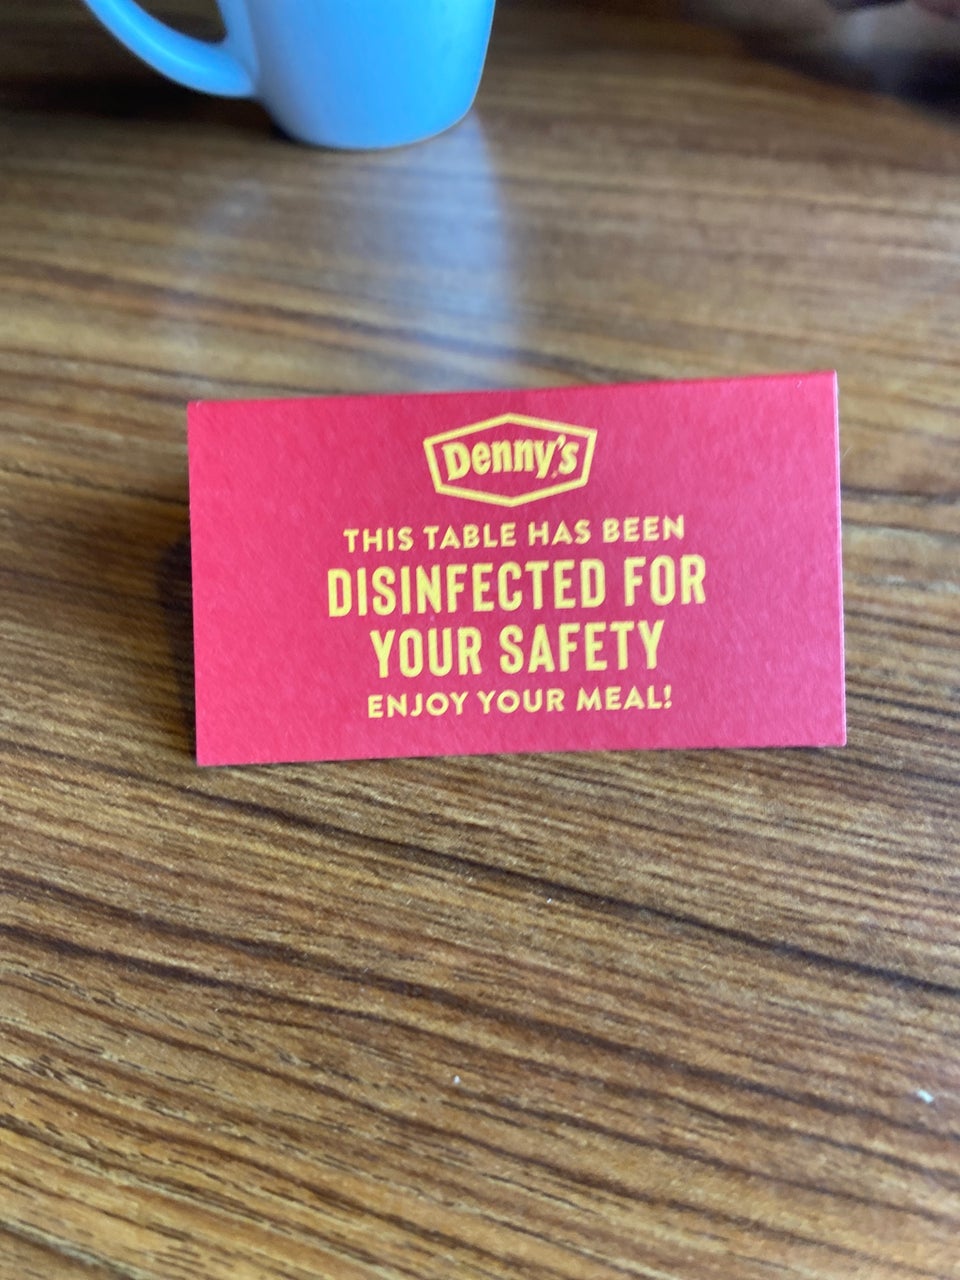 Denny's
THIS TABLE HAS BEEN
DISINFECTED FOR
YOUR SAFETY
ENJOY YOUR MEAL!